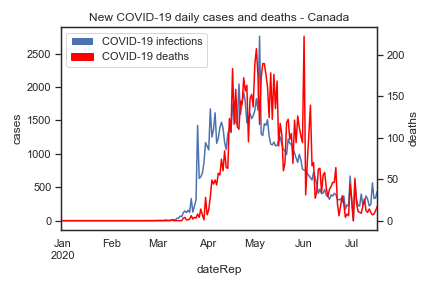 New COVID-19 daily cases and deaths - Canada
COVID-19 infections
COVID-19 deaths
2500
2000
1500
1000
500
0
cases
200
150
100
50
0
deaths
Jan Feb Mar Apr May Jun Jul
2020
dateRep